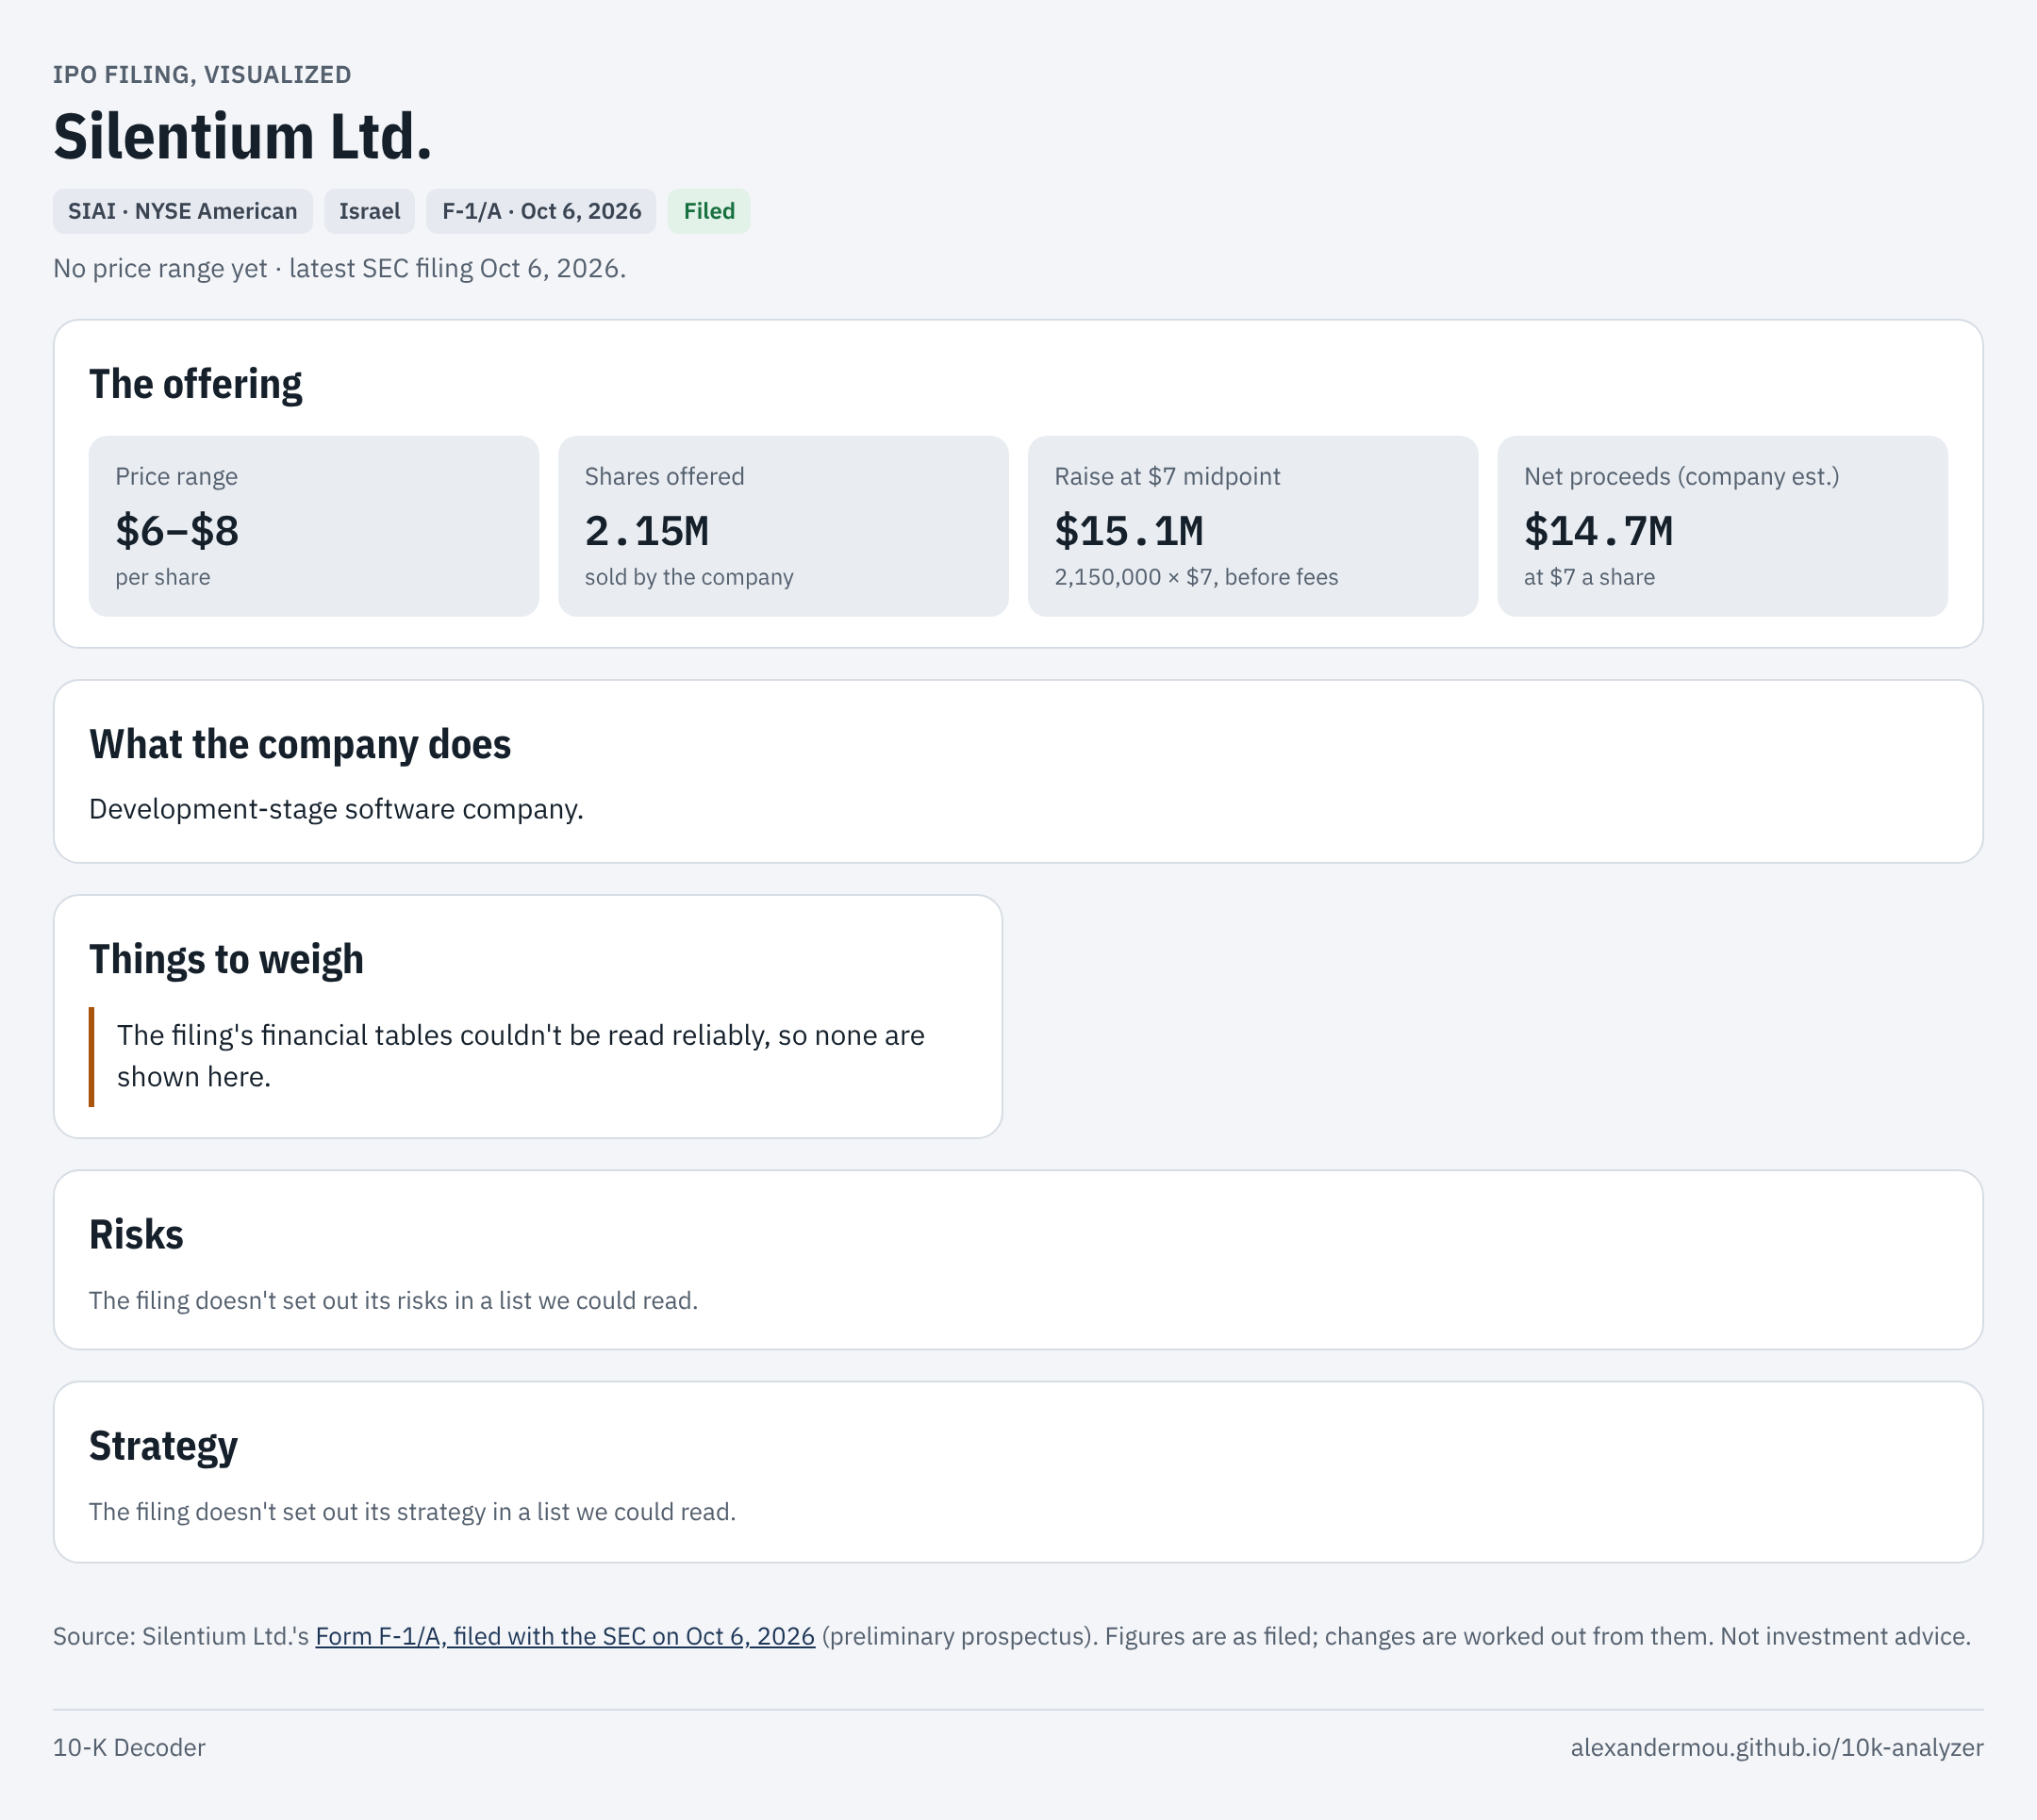 IPO FILING, VISUALIZED
Silentium Ltd.
SIAI · NYSE American Israel F-1/A · Oct 6, 2026 Filed
No price range yet · latest SEC filing Oct 6, 2026.
The offering
Price range
$6–$8
per share
Shares offered
2.15M
sold by the company
Raise at $7 midpoint
$15.1M
2,150,000 × $7, before fees
Net proceeds (company est.)
$14.7M
at $7 a share
What the company does
Development-stage software company.
Things to weigh
The filing's financial tables couldn't be read reliably, so none are
shown here.
Risks
The filing doesn't set out its risks in a list we could read.
Strategy
The filing doesn't set out its strategy in a list we could read.
Source: Silentium Ltd.'s Form F-1/A, filed with the SEC on Oct 6, 2026 (preliminary prospectus). Figures are as filed; changes are worked out from them. Not investment advice.
10-K Decoder
alexandermou.github.io/10k-analyzer